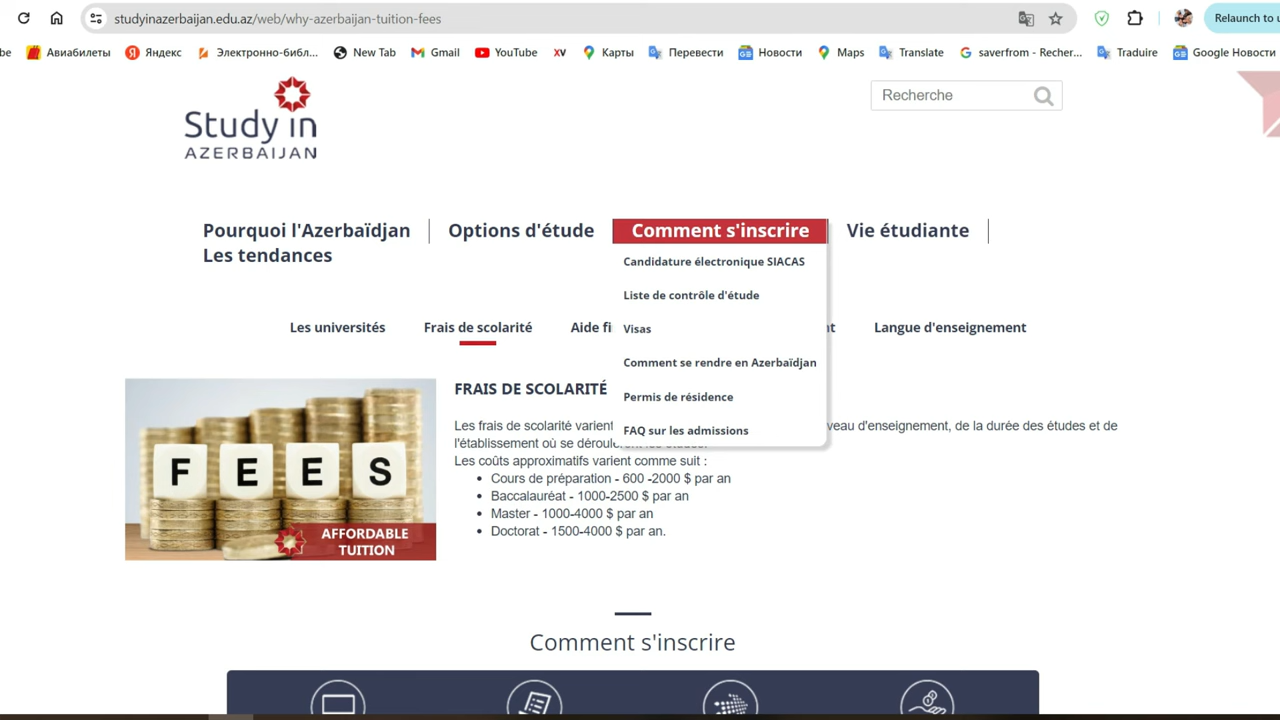 studyinazerbaijan.edu.az/web/why-azerbaijan-tuition-fees
Relaunch to
Авиабилеты
Яндекс
Электронно-библ...
New Tab
Gmail
YouTube
XV
Карты
Перевести
Новости
Maps
Translate
saverfrom - Recher...
Traduire
Google Новости
Study in
AZERBAIJAN
Recherche
Pourquoi l'Azerbaïdjan
Options d'étude
Comment s'inscrire
Vie étudiante
Les tendances
Candidature électronique SIACAS
Liste de contrôle d'étude
Visas
Comment se rendre en Azerbaïdjan
Permis de résidence
FAQ sur les admissions
Les universités
Frais de scolarité
Aide
Langue d'enseignement
FEES
AFFORDABLE
TUITION
FRAIS DE SCOLARITÉ
Les frais de scolarité varient d'enseignement, de la durée des études et de
l'établissement où se
Les coûts approximatifs varient comme suit :
• Cours de préparation - 600 -2000 $ par an
• Baccalauréat - 1000-2500 $ par an
• Master - 1000-4000 $ par an
• Doctorat - 1500-4000 $ par an.
Comment s'inscrire